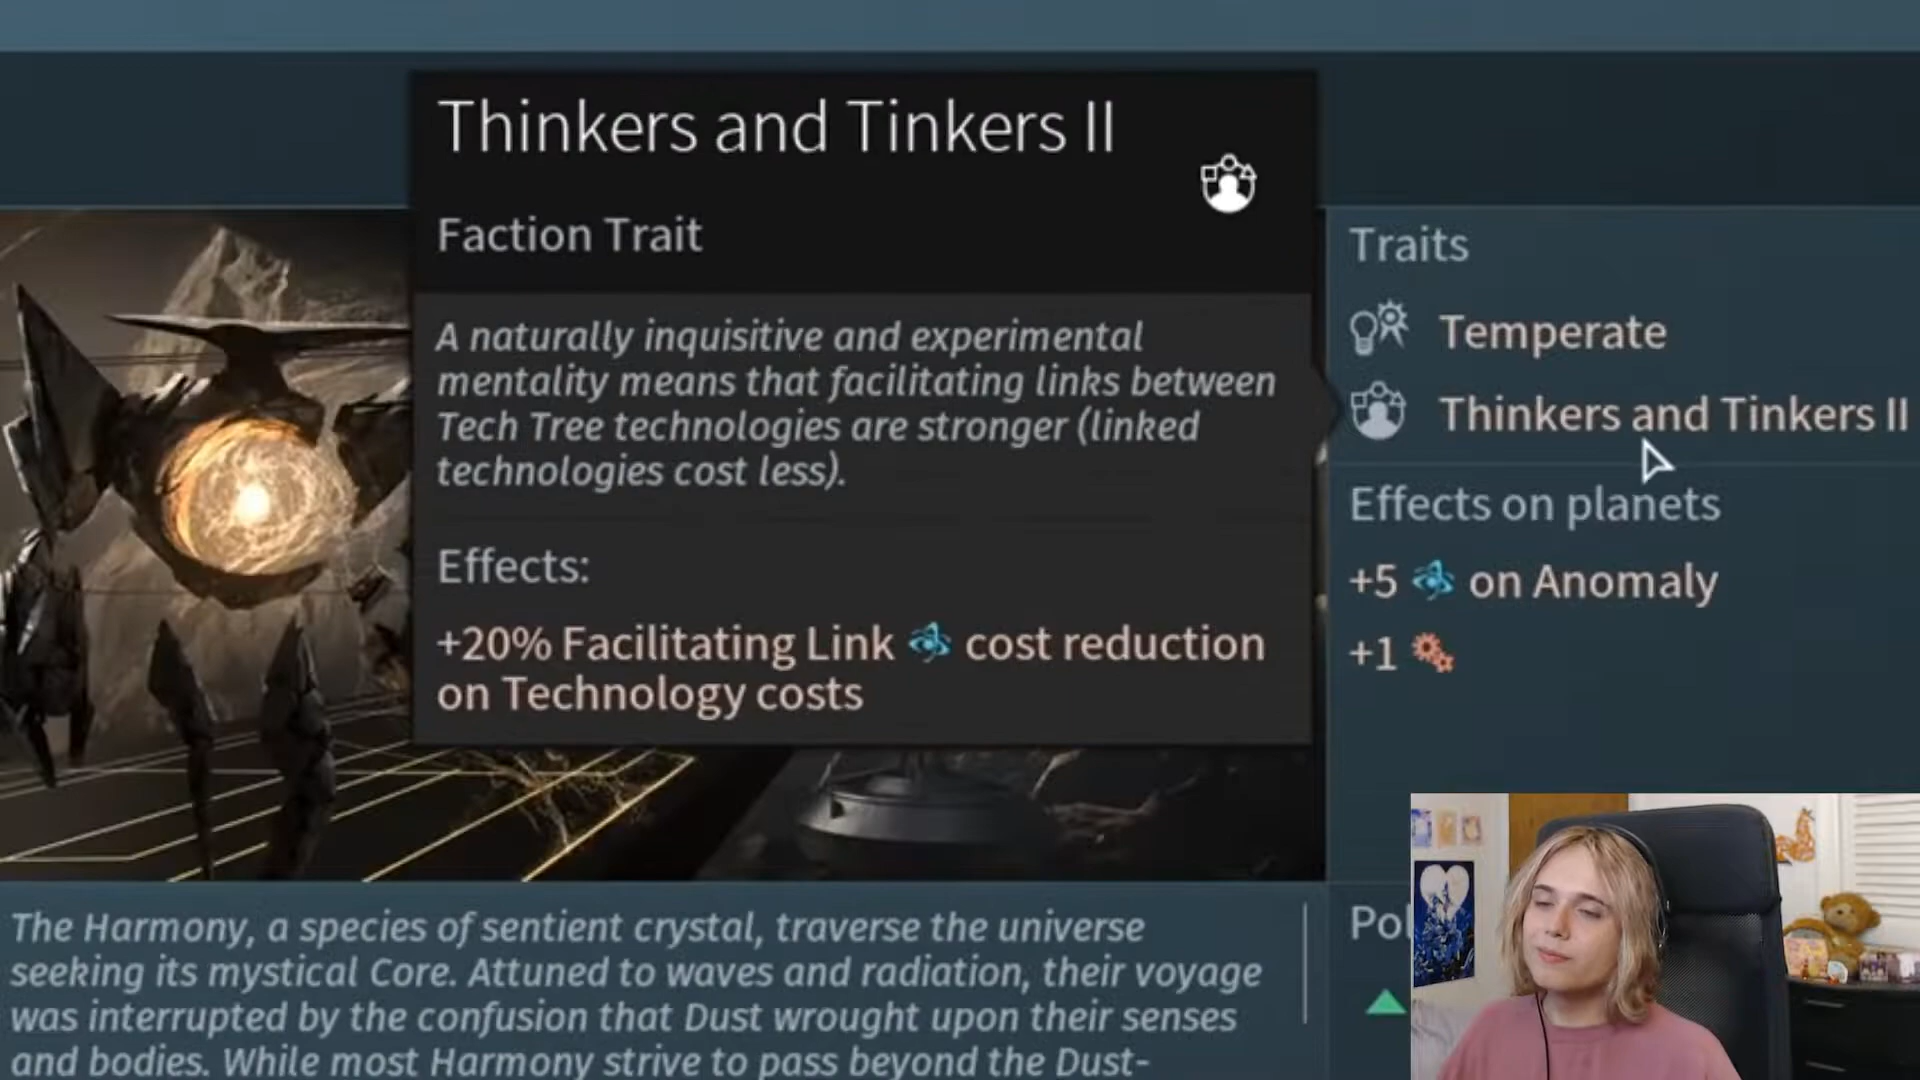 Thinkers and Tinkers II
Faction Trait
A naturally inquisitive and experimental
mentality means that facilitating links between
Tech Tree technologies are stronger (linked
technologies cost less).
Effects:
+20% Facilitating Link cost reduction
on Technology costs
Traits
Temperate
Thinkers and Tinkers II
Effects on planets
+5 on Anomaly
+1
The Harmony, a species of sentient crystal, traverse the universe
seeking its mystical Core. Attuned to waves and radiation, their voyage
was interrupted by the confusion that Dust wrought upon their senses
and bodies. While most Harmony strive to pass beyond the Dust-
Pol